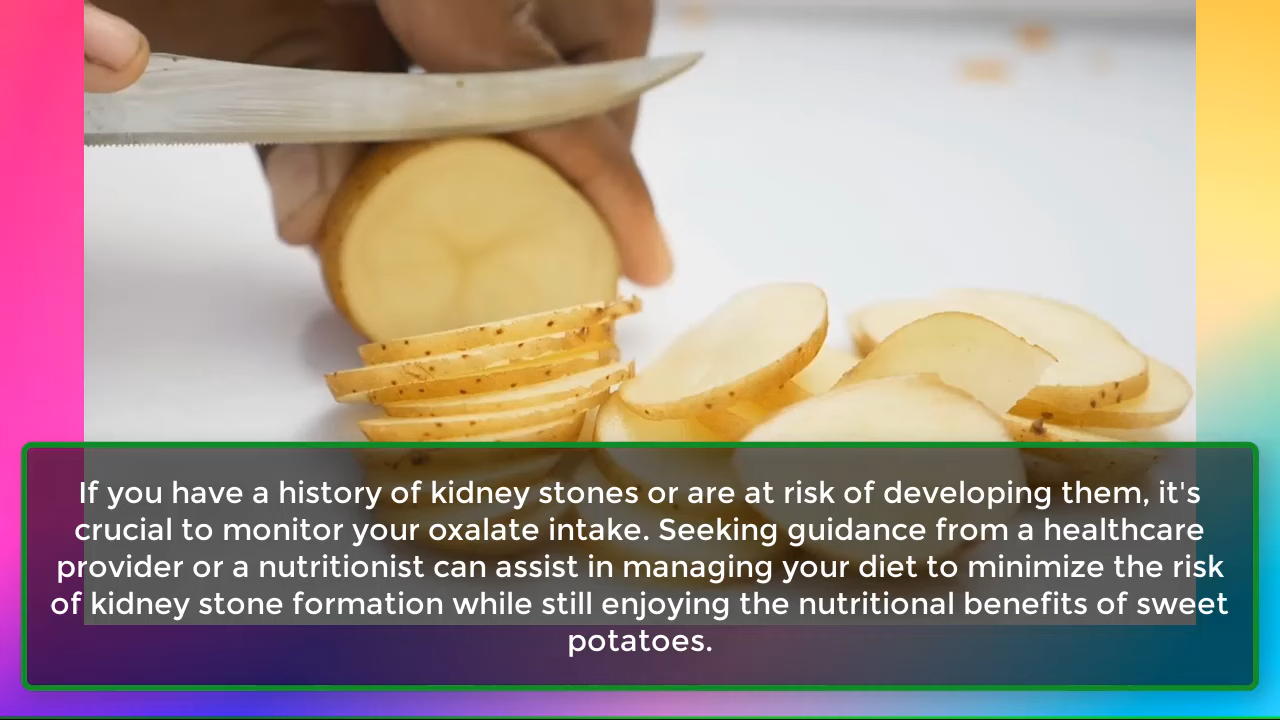 If you have a history of kidney stones or are at risk of developing them, it's
crucial to monitor your oxalate intake. Seeking guidance from a healthcare
provider or a nutritionist can assist in managing your diet to minimize the risk
of kidney stone formation while still enjoying the nutritional benefits of sweet
potatoes.